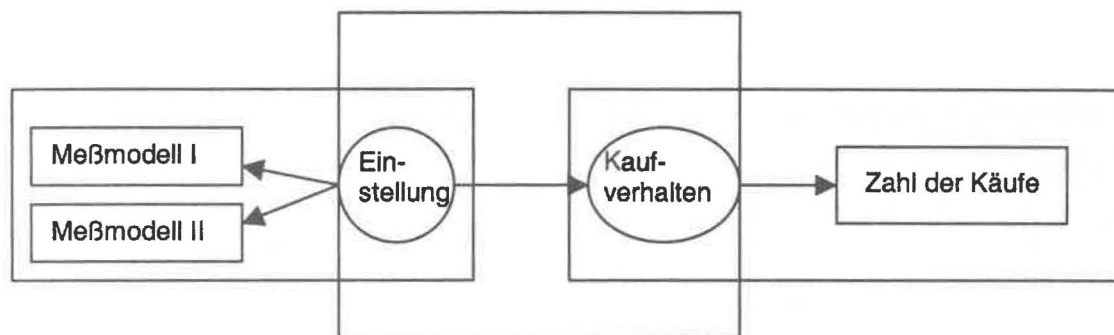 Meßmodell I
Meßmodell II
Ein-
stellung
Kauf-
verhalten
Zahl der Käufe